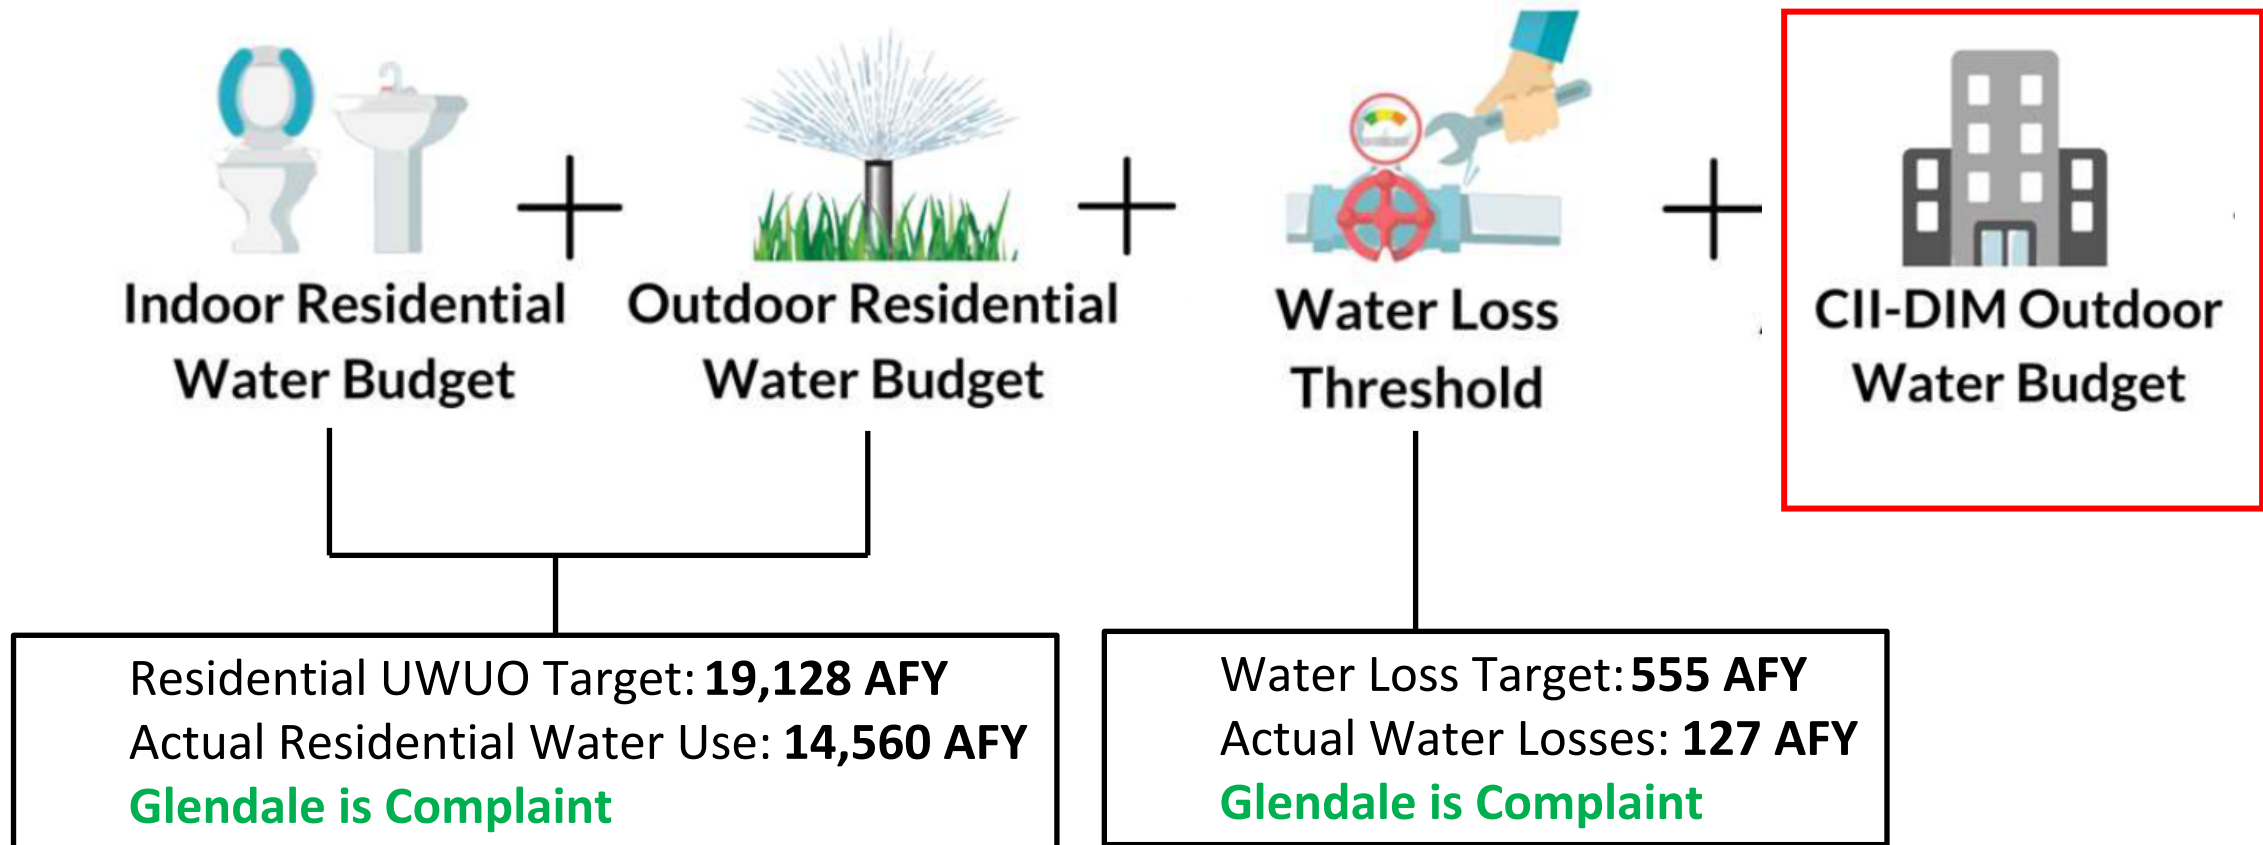 Indoor Residential
Water Budget
Outdoor Residential
Water Budget
Water Loss
Threshold
CII-DIM Outdoor
Water Budget
Residential UWUO Target: 19,128 AFY
Actual Residential Water Use: 14,560 AFY
Glendale is Complaint
Water Loss Target: 555 AFY
Actual Water Losses: 127 AFY
Glendale is Complaint